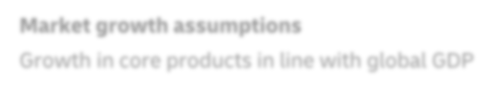 Market growth assumptions
Growth in core products in line with global GDP